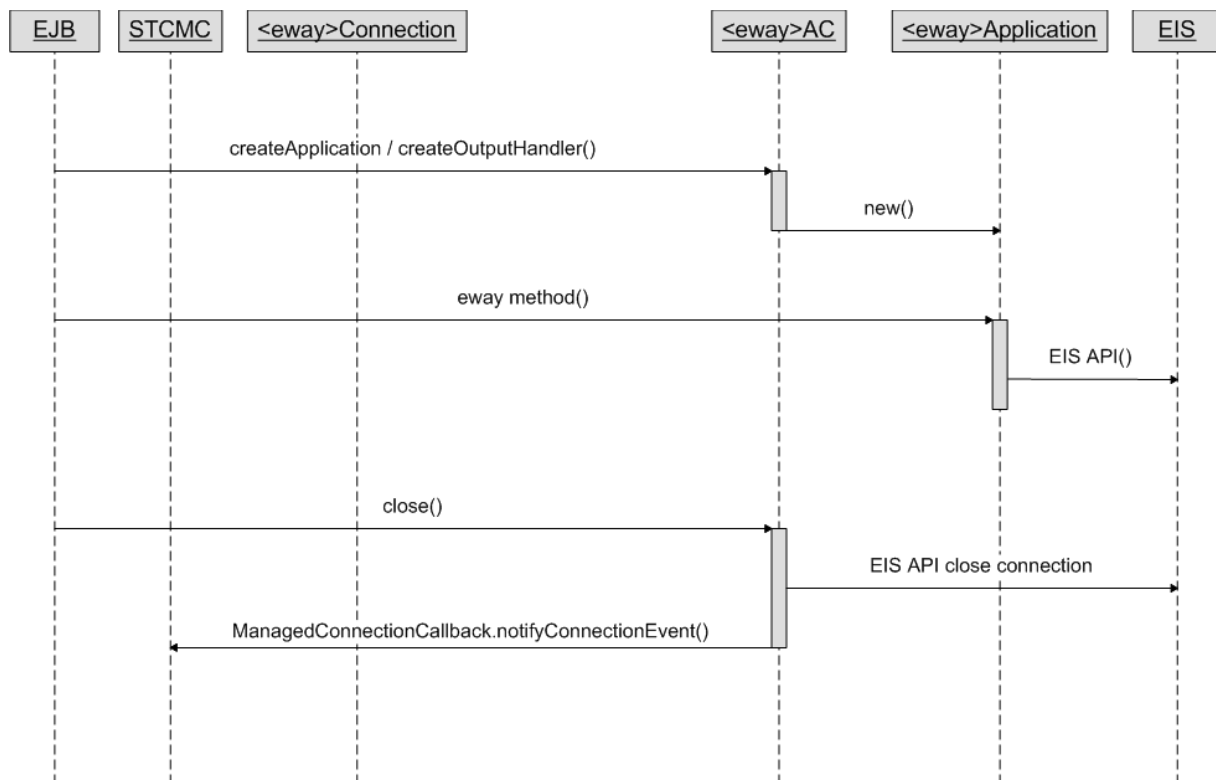 EJB
STCMC
<eway>Connection
<eway>AC
<eway>Application
EIS
createApplication / createOutputHandler()
new()
eway method()
EIS API()
close()
EIS API close connection
ManagedConnectionCallback.notifyConnectionEvent()